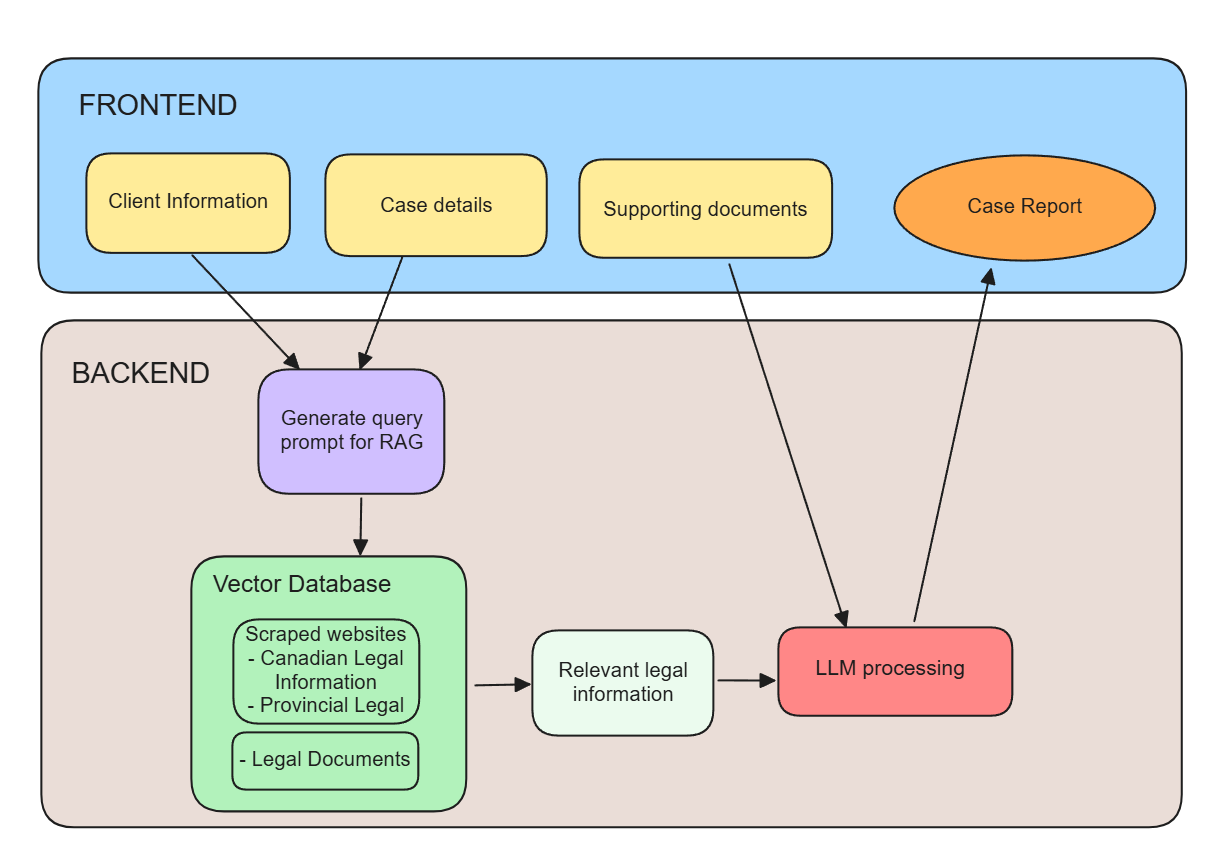 FRONTEND
Client Information
Case details
Supporting documents
Case Report
BACKEND
Generate query
prompt for RAG
Vector Database
Scraped websites
- Canadian Legal
Information
- Provincial Legal
- Legal Documents
Relevant legal
information
LLM processing